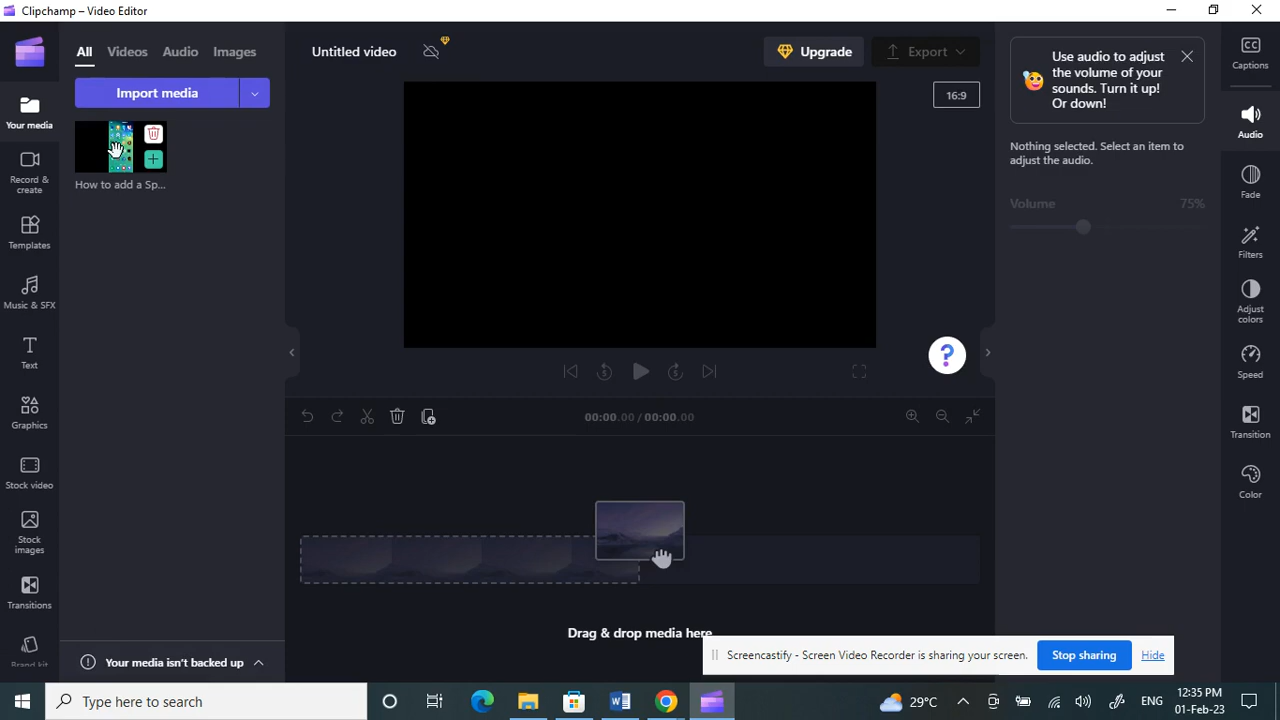 Clipchamp – Video Editor
All
Videos
Audio
Images
Untitled video
Upgrade
Export
Import media
16:9
Use audio to adjust
the volume of your
sounds. Turn it up!
Or down!
Nothing selected. Select an item to
adjust the audio.
Volume 75%
Your media
Record &
create
Templates
Music & SFX
Text
Graphics
Stock video
Stock
images
Transitions
Brand kit
How to add a Sp...
Captions
Audio
Fade
Filters
Adjust
colors
Speed
Transition
Color
5
5
?
00:00.00 / 00:00.00
Drag & drop media here
Your media isn't backed up
Screencastify - Screen Video Recorder is sharing your screen.
Stop sharing
Hide
Type here to search
29°C
ENG
12:35 PM
01-Feb-23